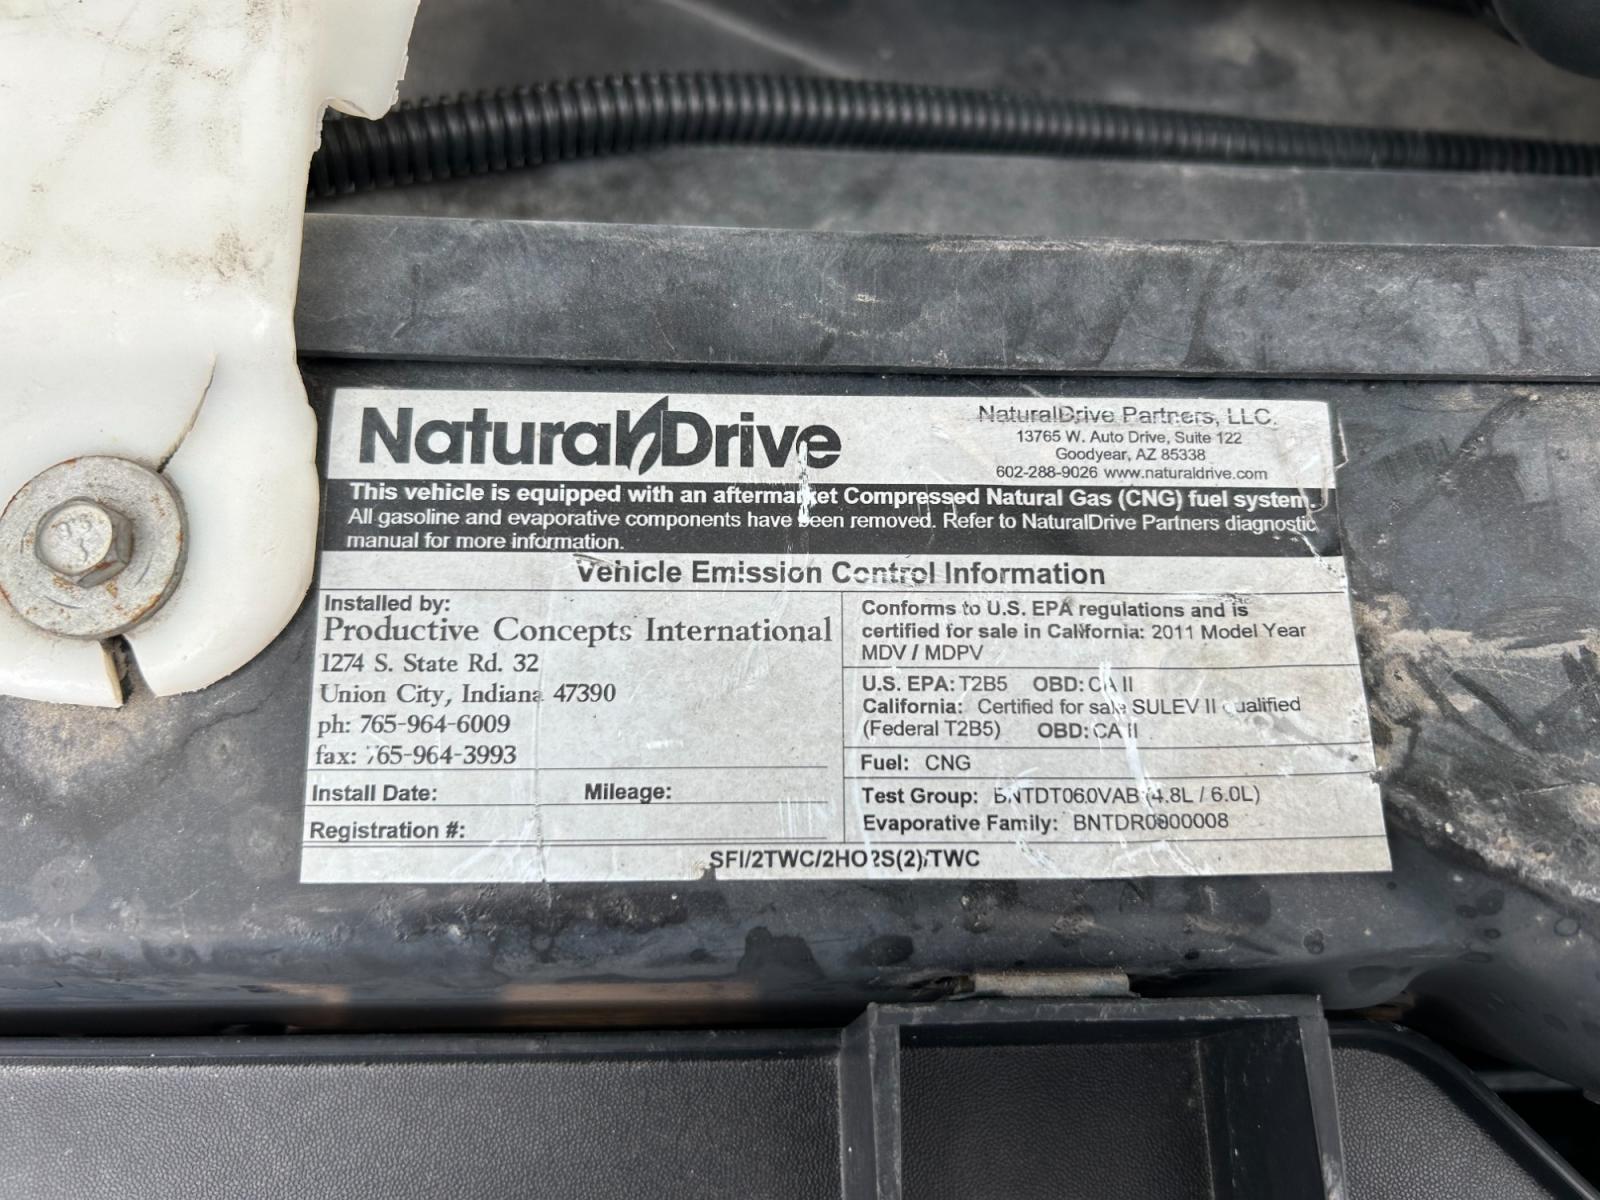 NaturalDrive
NaturalDrive Partners, LLC.
13765 W. Auto Drive, Suite 122
Goodyear, AZ 85338
602-288-9026 www.naturaldrive.com
This vehicle is equipped with an aftermarket Compressed Natural Gas (CNG) fuel system.
All gasoline and evaporative components have been removed. Refer to NaturalDrive Partners diagnostic
manual for more information.
Vehicle Emission Control Information
Installed by:
Productive Concepts International
1274 S. State Rd. 32
Union City, Indiana 47390
ph: 765-964-6009
fax: 765-964-3993
Install Date: Mileage:
Registration #:
Conforms to U.S. EPA regulations and is
certified for sale in California: 2011 Model Year
MDV / MDPV
U.S. EPA: T2B5 OBD: CA II
California: Certified for sale SULEV II qualified
(Federal T2B5) OBD: CA II
Fuel: CNG
Test Group: BNTDT06.0VAB (4.8L / 6.0L)
Evaporative Family: BNTDR0000008
SFI/2TWC/2HO2S(2)/TWC